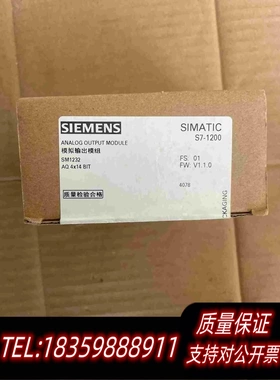 SIEMENS
ANALOG OUTPUT MODULE
模拟输出模组
SM1232
AQ 4x14 BIT
质量检验合格
SIMATIC
S7-1200
FS: 01
FW: V1.1.0
4078
PACKAGING
质量保证
TEL:18359888911
支持对公开票